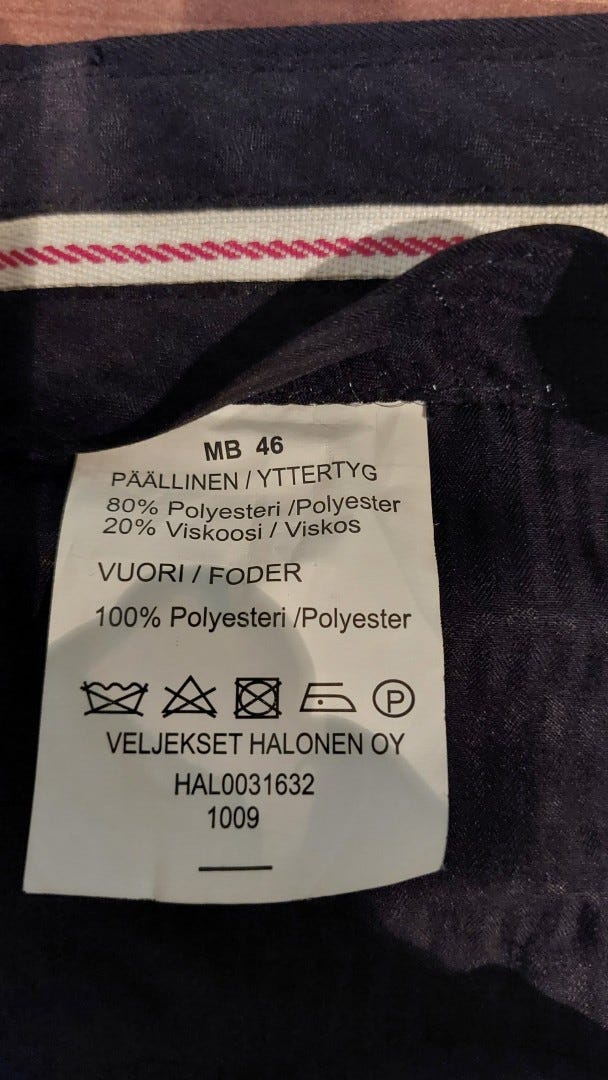 MB 46
PÄÄLLINEN / YTTERTYG
80% Polyesteri /Polyester
20% Viskoosi / Viskos
VUORI / FODER
100% Polyesteri /Polyester
P
VELJEKSET HALONEN OY
HAL0031632
1009